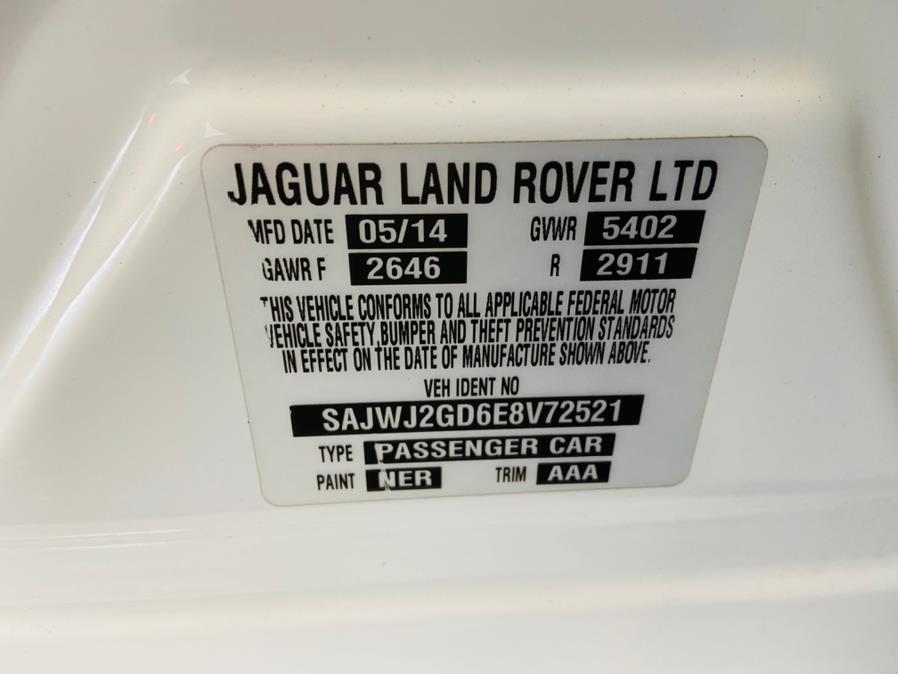 JAGUAR LAND ROVER LTD
MFD DATE 05/14 GVWR 5402
GAWR F 2646 R 2911
THIS VEHICLE CONFORMS TO ALL APPLICABLE FEDERAL MOTOR
VEHICLE SAFETY, BUMPER AND THEFT PREVENTION STANDARDS
IN EFFECT ON THE DATE OF MANUFACTURE SHOWN ABOVE.
VEH IDENT NO
SAJWJ2GD6E8V72521
TYPE PASSENGER CAR
PAINT NER TRIM AAA